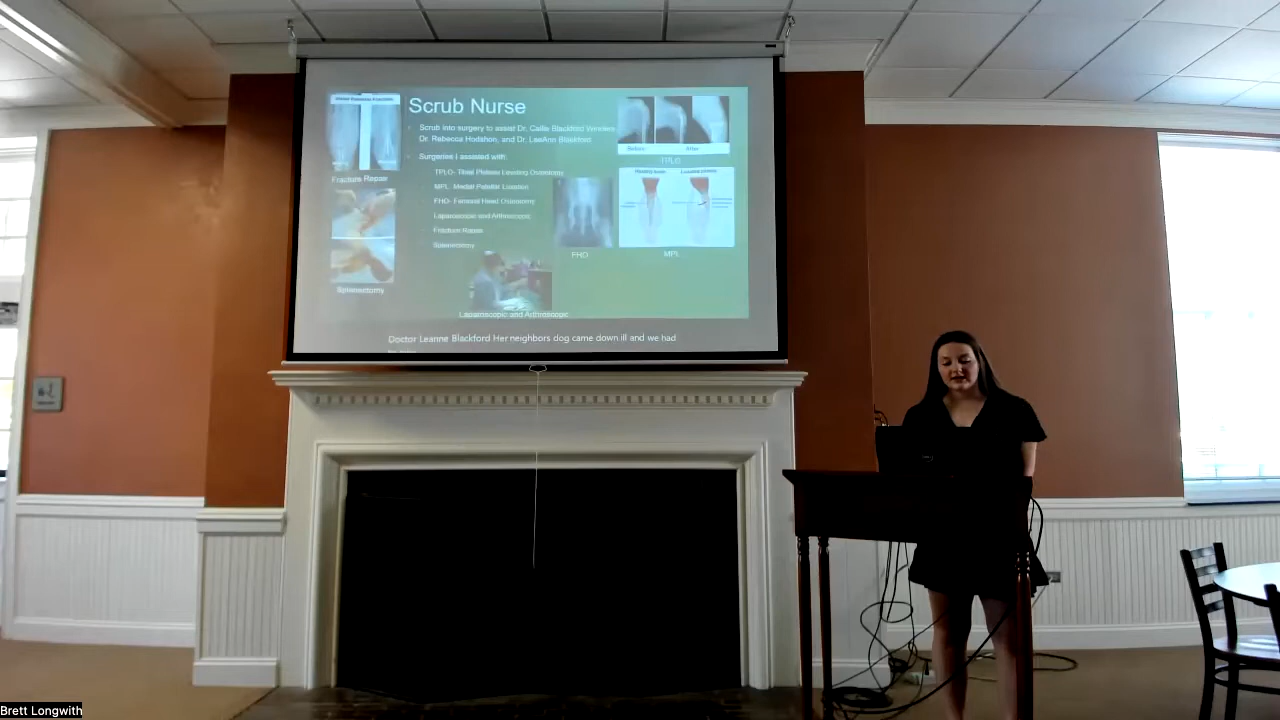 Scrub Nurse
Scrub into surgery to assist Dr. Callie Blackford Winders
Dr. Rebecca Hodshon, and Dr. LeeAnn Blackford
Surgeries I assisted with:
TPLO- Tibial Plateau Leveling Osteotomy
MPL- Medial Patellar Luxation
FHD- Femoral Head Ostectomy
Laparoscopic and Arthroscopic
Fracture Repair
Splenectomy
Fracture Repair
Splenectomy
Laparoscopic and Arthroscopic
FHD
Before After
TPLO
MPL
Doctor Leanne Blackford Her neighbors dog came down ill and we had
Brett Longwith